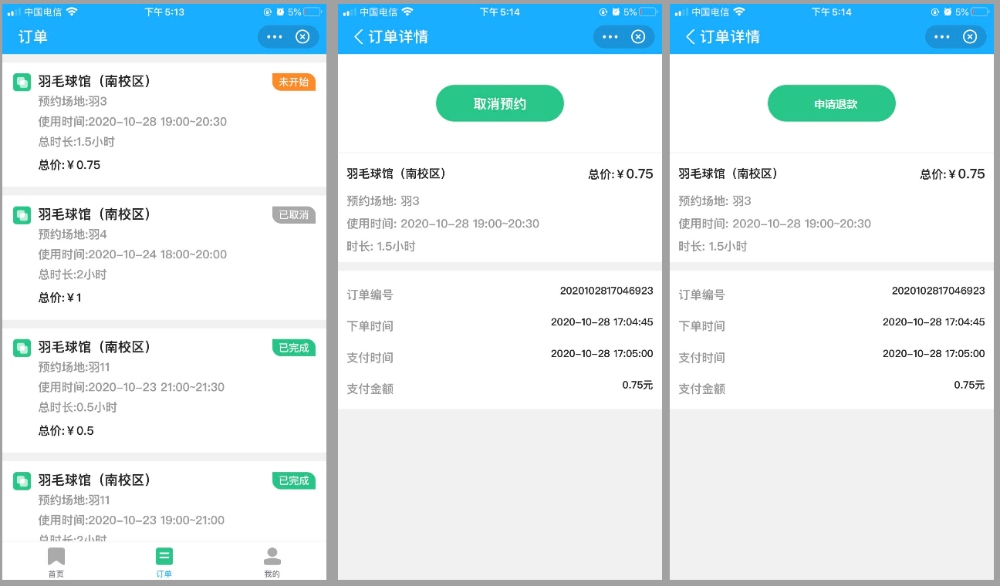 中国电信 下午5:13 5%
订单
羽毛球馆（南校区） 未开始
预约场地:羽3
使用时间:2020-10-28 19:00~20:30
总时长:1.5小时
总价:￥0.75
羽毛球馆（南校区） 已取消
预约场地:羽4
使用时间:2020-10-24 18:00~20:00
总时长:2小时
总价:￥1
羽毛球馆（南校区） 已完成
预约场地:羽11
使用时间:2020-10-23 21:00~21:30
总时长:0.5小时
总价:￥0.5
羽毛球馆（南校区） 已完成
预约场地:羽11
使用时间:2020-10-23 19:00~21:00
总时长:2小时
首页 订单 我的
中国电信 下午5:14 5%
订单详情
取消预约
羽毛球馆（南校区） 总价:￥0.75
预约场地: 羽3
使用时间: 2020-10-28 19:00~20:30
时长: 1.5小时
订单编号 2020102817046923
下单时间 2020-10-28 17:04:45
支付时间 2020-10-28 17:05:00
支付金额 0.75元
中国电信 下午5:14 5%
订单详情
申请退款
羽毛球馆（南校区） 总价:￥0.75
预约场地: 羽3
使用时间: 2020-10-28 19:00~20:30
时长: 1.5小时
订单编号 2020102817046923
下单时间 2020-10-28 17:04:45
支付时间 2020-10-28 17:05:00
支付金额 0.75元